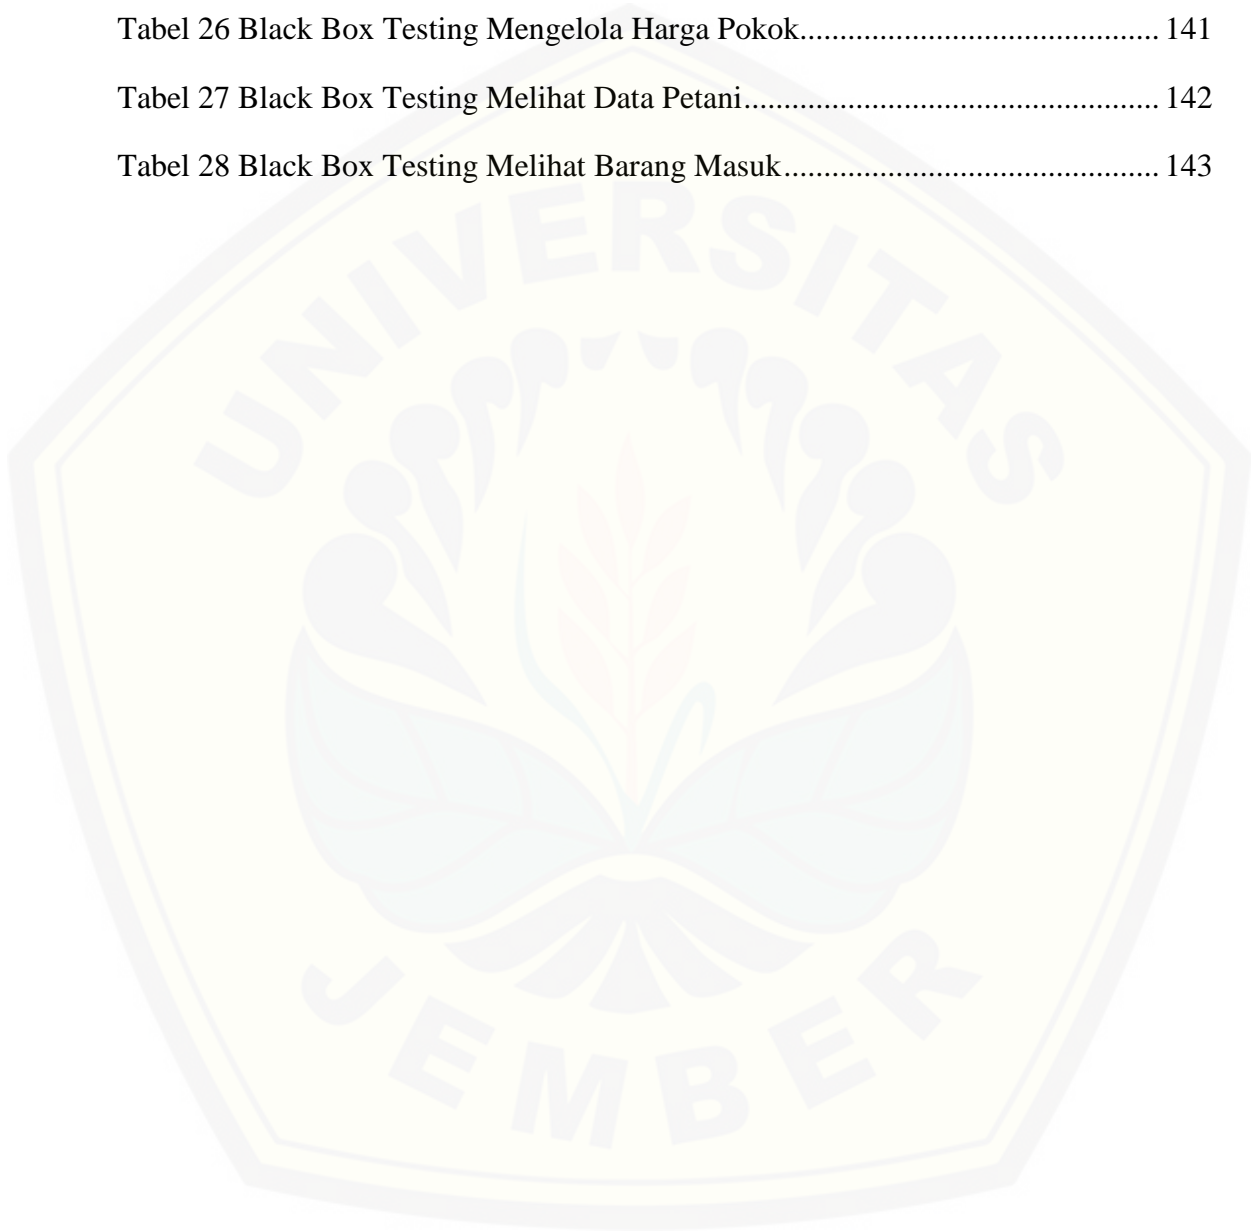 Tabel 26 Black Box Testing Mengelola Harga Pokok............................................. 141
Tabel 27 Black Box Testing Melihat Data Petani.................................................... 142
Tabel 28 Black Box Testing Melihat Barang Masuk............................................... 143
UNIVERSITAS
JEMBER